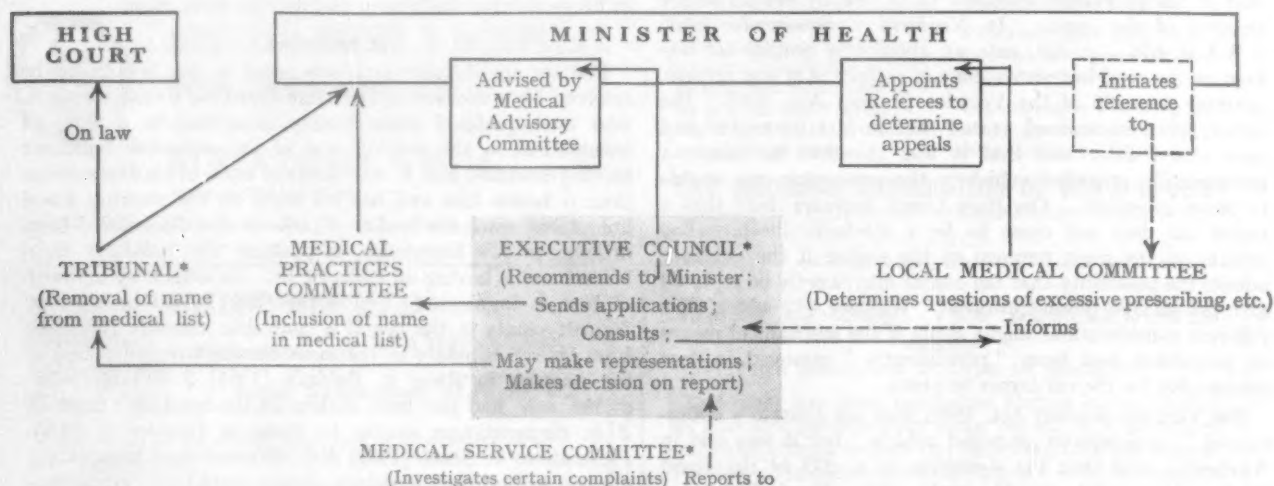 HIGH
COURT
MINISTER OF HEALTH
Advised by
Medical
Advisory
Committee
Appoints
Referees to
determine
appeals
Initiates
reference
to
On law
TRIBUNAL*
(Removal of name
from medical list)
MEDICAL
PRACTICES
COMMITTEE
(Inclusion of name
in medical list)
EXECUTIVE COUNCIL*
(Recommends to Minister;
Sends applications;
Consults;
May make representations;
Makes decision on report)
LOCAL MEDICAL COMMITTEE
(Determines questions of excessive prescribing, etc.)
Informs
MEDICAL SERVICE COMMITTEE*
(Investigates certain complaints) Reports to